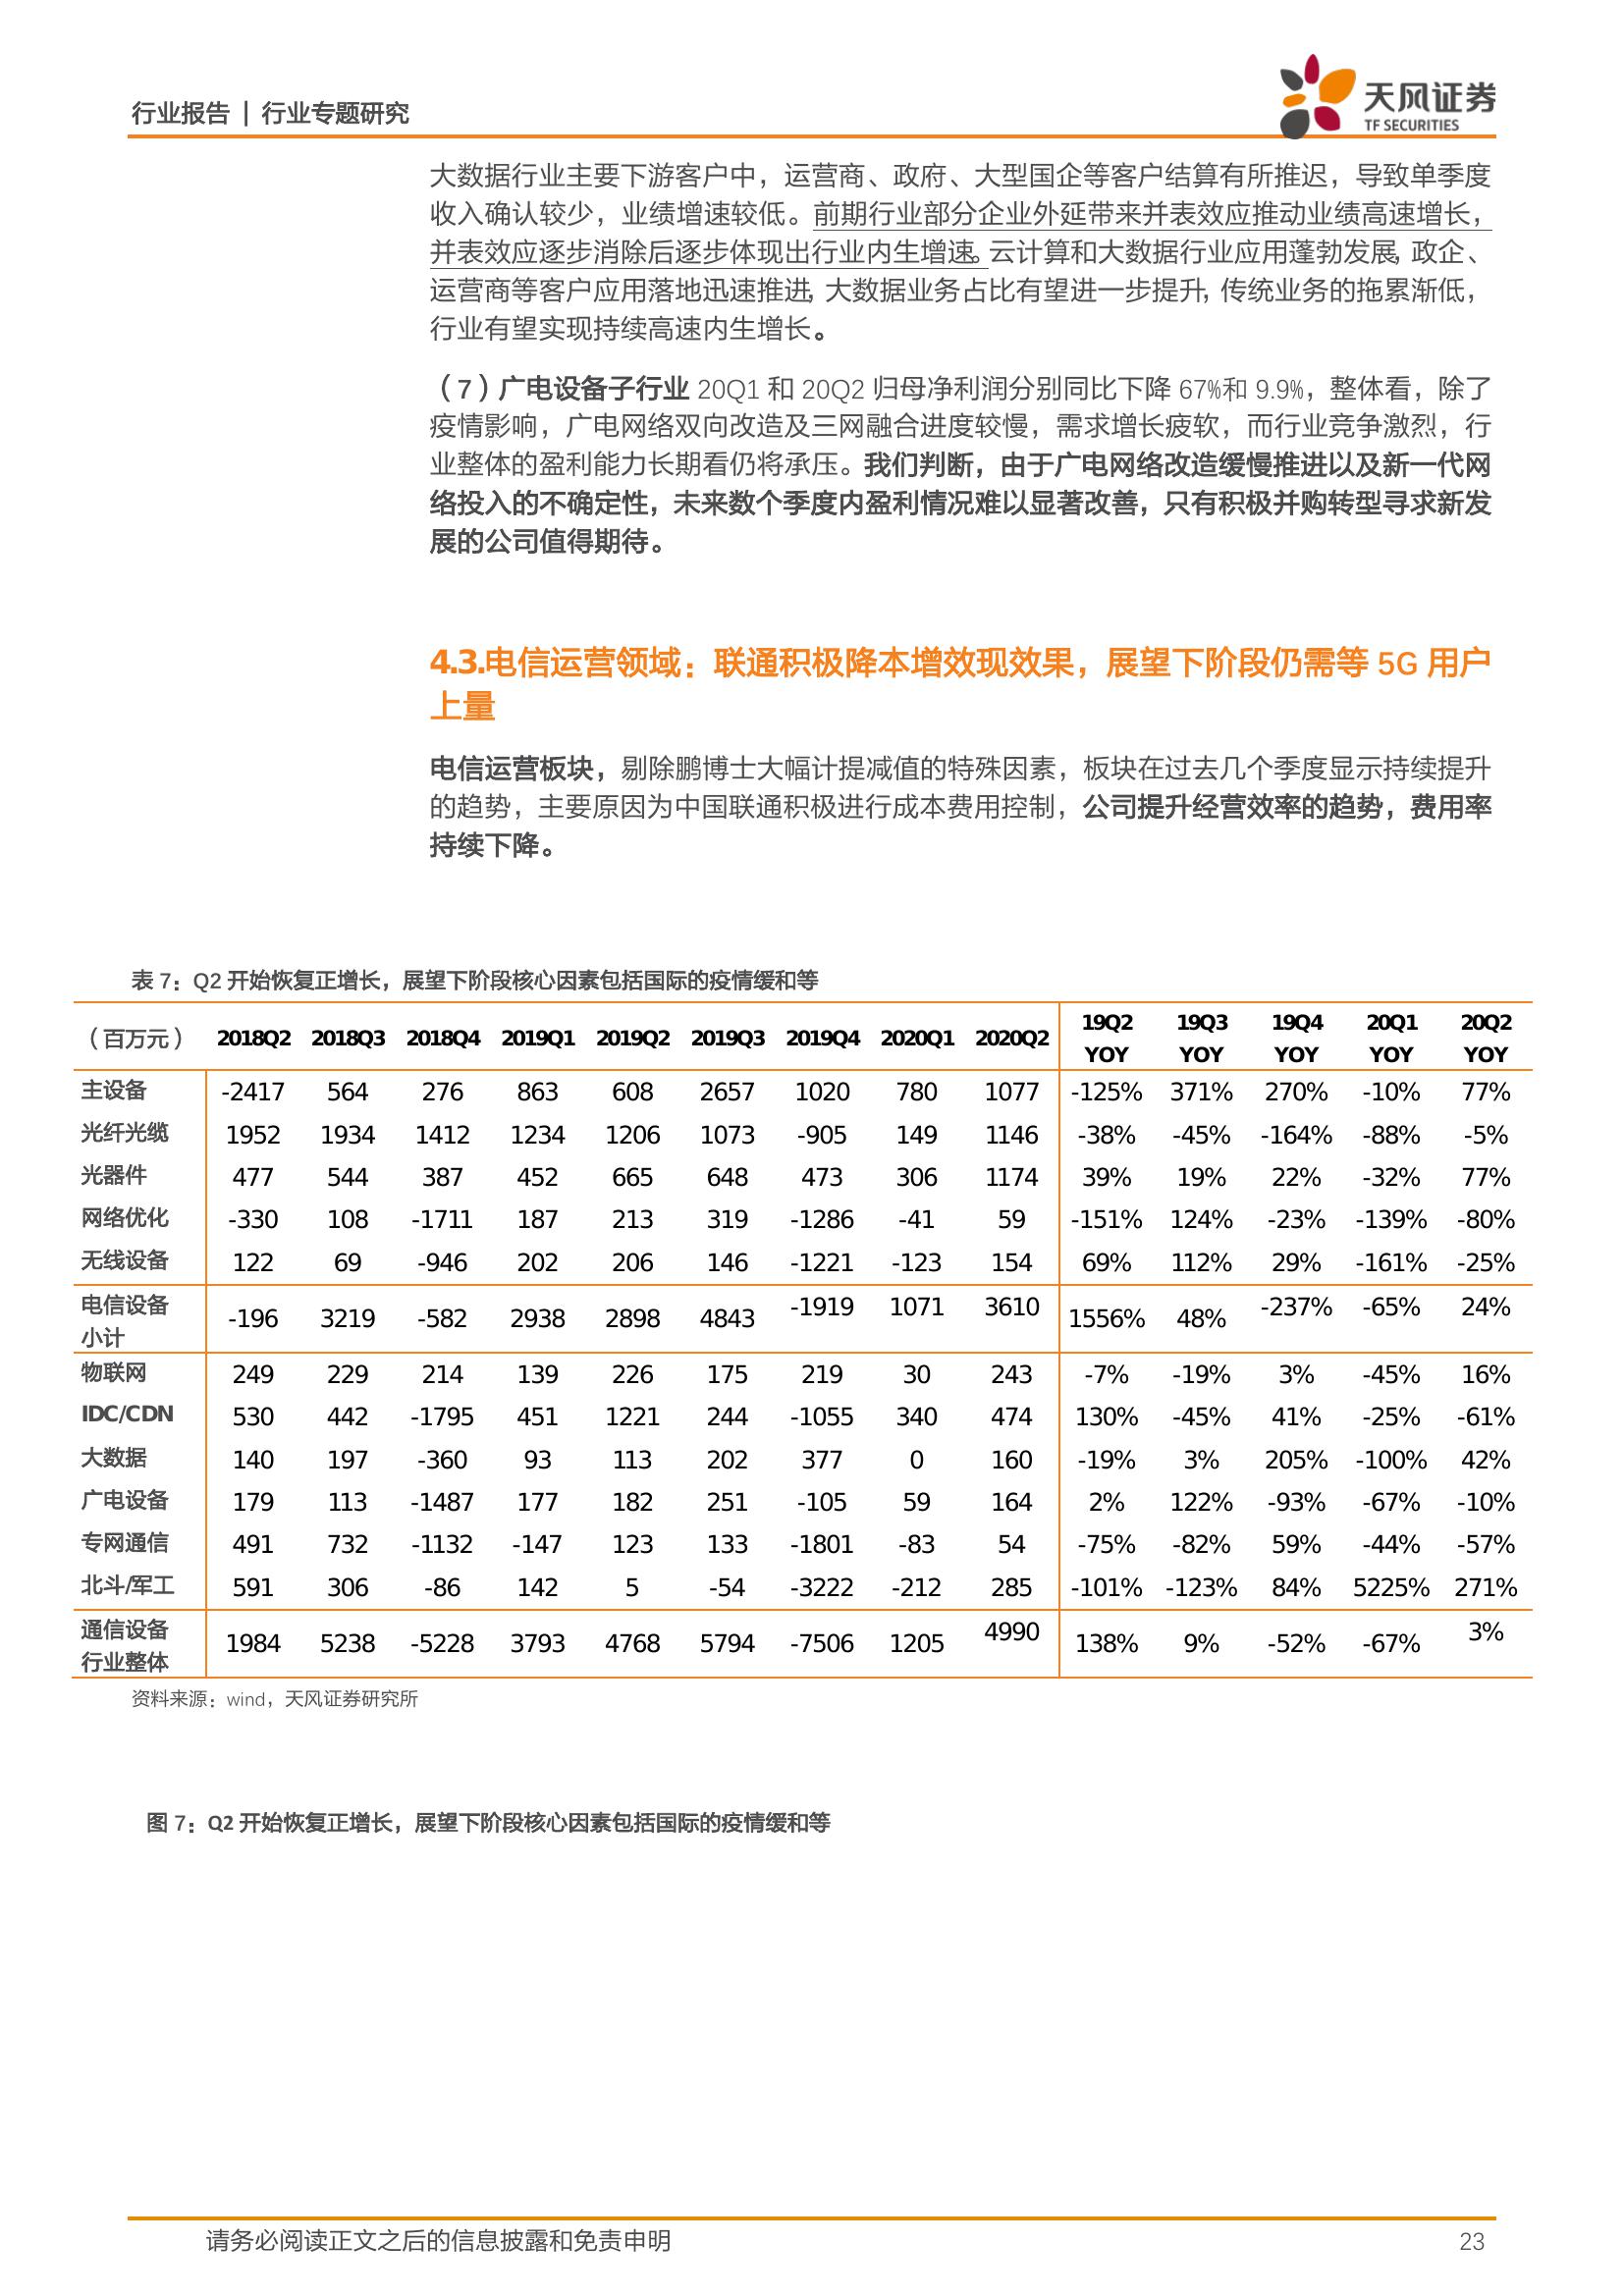 行业报告 | 行业专题研究
天风证券
TF SECURITIES
大数据行业主要下游客户中，运营商、政府、大型国企等客户结算有所推迟，导致单季度
收入确认较少，业绩增速较低。前期行业部分企业外延带来并表效应推动业绩高速增长，
并表效应逐步消除后逐步体现出行业内生增速。云计算和大数据行业应用蓬勃发展，政企、
运营商等客户应用落地迅速推进，大数据业务占比有望进一步提升，传统业务的拖累渐低，
行业有望实现持续高速内生增长。
（7）广电设备子行业 20Q1 和 20Q2 归母净利润分别同比下降 67%和 9.9%，整体看，除了
疫情影响，广电网络双向改造及三网融合进度较慢，需求增长疲软，而行业竞争激烈，行
业整体的盈利能力长期看仍将承压。我们判断，由于广电网络改造缓慢推进以及新一代网
络投入的不确定性，未来数个季度内盈利情况难以显著改善，只有积极并购转型寻求新发
展的公司值得期待。
4.3.电信运营领域：联通积极降本增效现效果，展望下阶段仍需等 5G 用户
上量
电信运营板块，剔除鹏博士大幅计提减值的特殊因素，板块在过去几个季度显示持续提升
的趋势，主要原因为中国联通积极进行成本费用控制，公司提升经营效率的趋势，费用率
持续下降。
表 7：Q2 开始恢复正增长，展望下阶段核心因素包括国际的疫情缓和等
（百万元） 2018Q2 2018Q3 2018Q4 2019Q1 2019Q2 2019Q3 2019Q4 2020Q1 2020Q2 19Q2 YOY 19Q3 YOY 19Q4 YOY 20Q1 YOY 20Q2 YOY
主设备 -2417 564 276 863 608 2657 1020 780 1077 -125% 371% 270% -10% 77%
光纤光缆 1952 1934 1412 1234 1206 1073 -905 149 1146 -38% -45% -164% -88% -5%
光器件 477 544 387 452 665 648 473 306 1174 39% 19% 22% -32% 77%
网络优化 -330 108 -1711 187 213 319 -1286 -41 59 -151% 124% -23% -139% -80%
无线设备 122 69 -946 202 206 146 -1221 -123 154 69% 112% 29% -161% -25%
电信设备小计 -196 3219 -582 2938 2898 4843 -1919 1071 3610 1556% 48% -237% -65% 24%
物联网 249 229 214 139 226 175 219 30 243 -7% -19% 3% -45% 16%
IDC/CDN 530 442 -1795 451 1221 244 -1055 340 474 130% -45% 41% -25% -61%
大数据 140 197 -360 93 113 202 377 0 160 -19% 3% 205% -100% 42%
广电设备 179 113 -1487 177 182 251 -105 59 164 2% 122% -93% -67% -10%
专网通信 491 732 -1132 -147 123 133 -1801 -83 54 -75% -82% 59% -44% -57%
北斗/军工 591 306 -86 142 5 -54 -3222 -212 285 -101% -123% 84% 5225% 271%
通信设备行业整体 1984 5238 -5228 3793 4768 5794 -7506 1205 4990 138% 9% -52% -67% 3%
资料来源：wind，天风证券研究所
图 7：Q2 开始恢复正增长，展望下阶段核心因素包括国际的疫情缓和等
请务必阅读正文之后的信息披露和免责申明 23